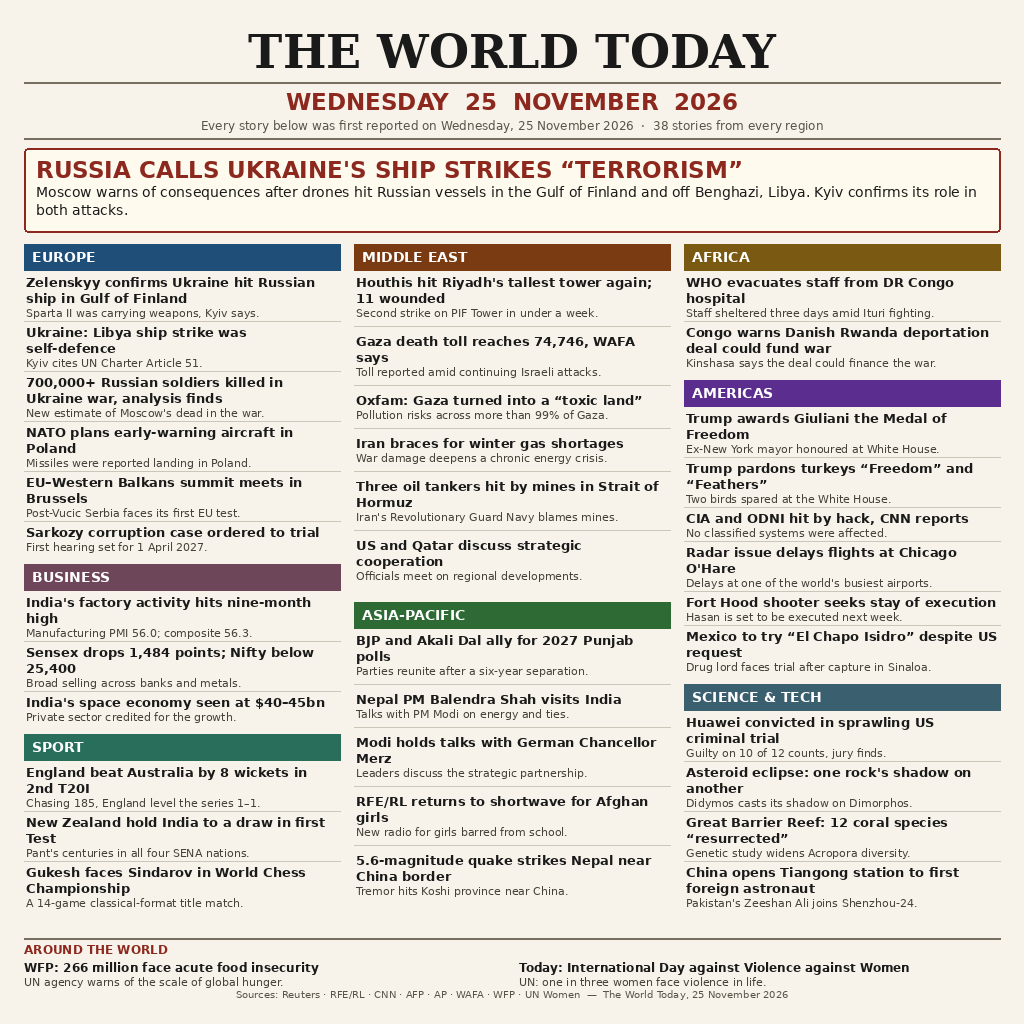 THE WORLD TODAY
WEDNESDAY 25 NOVEMBER 2026
Every story below was first reported on Wednesday, 25 November 2026 · 38 stories from every region
RUSSIA CALLS UKRAINE'S SHIP STRIKES “TERRORISM”
Moscow warns of consequences after drones hit Russian vessels in the Gulf of Finland and off Benghazi, Libya. Kyiv confirms its role in
both attacks.
EUROPE
Zelenskyy confirms Ukraine hit Russian
ship in Gulf of Finland
Sparta II was carrying weapons, Kyiv says.
Ukraine: Libya ship strike was
self-defence
Kyiv cites UN Charter Article 51.
700,000+ Russian soldiers killed in
Ukraine war, analysis finds
New estimate of Moscow's dead in the war.
NATO plans early-warning aircraft in
Poland
Missiles were reported landing in Poland.
EU–Western Balkans summit meets in
Brussels
Post-Vucic Serbia faces its first EU test.
Sarkozy corruption case ordered to trial
First hearing set for 1 April 2027.
BUSINESS
India's factory activity hits nine-month
high
Manufacturing PMI 56.0; composite 56.3.
Sensex drops 1,484 points; Nifty below
25,400
Broad selling across banks and metals.
India's space economy seen at $40–45bn
Private sector credited for the growth.
SPORT
England beat Australia by 8 wickets in
2nd T20I
Chasing 185, England level the series 1–1.
New Zealand hold India to a draw in first
Test
Pant's centuries in all four SENA nations.
Gukesh faces Sindarov in World Chess
Championship
A 14-game classical-format title match.
MIDDLE EAST
Houthis hit Riyadh's tallest tower again;
11 wounded
Second strike on PIF Tower in under a week.
Gaza death toll reaches 74,746, WAFA
says
Toll reported amid continuing Israeli attacks.
Oxfam: Gaza turned into a “toxic land”
Pollution risks across more than 99% of Gaza.
Iran braces for winter gas shortages
War damage deepens a chronic energy crisis.
Three oil tankers hit by mines in Strait of
Hormuz
Iran's Revolutionary Guard Navy blames mines.
US and Qatar discuss strategic
cooperation
Officials meet on regional developments.
ASIA-PACIFIC
BJP and Akali Dal ally for 2027 Punjab
polls
Parties reunite after a six-year separation.
Nepal PM Balendra Shah visits India
Talks with PM Modi on energy and ties.
Modi holds talks with German Chancellor
Merz
Leaders discuss the strategic partnership.
RFE/RL returns to shortwave for Afghan
girls
New radio for girls barred from school.
5.6-magnitude quake strikes Nepal near
China border
Tremor hits Koshi province near China.
AFRICA
WHO evacuates staff from DR Congo
hospital
Staff sheltered three days amid Ituri fighting.
Congo warns Danish Rwanda deportation
deal could fund war
Kinshasa says the deal could finance the war.
AMERICAS
Trump awards Giuliani the Medal of
Freedom
Ex-New York mayor honoured at White House.
Trump pardons turkeys “Freedom” and
“Feathers”
Two birds spared at the White House.
CIA and ODNI hit by hack, CNN reports
No classified systems were affected.
Radar issue delays flights at Chicago
O'Hare
Delays at one of the world's busiest airports.
Fort Hood shooter seeks stay of execution
Hasan is set to be executed next week.
Mexico to try “El Chapo Isidro” despite US
request
Drug lord faces trial after capture in Sinaloa.
SCIENCE & TECH
Huawei convicted in sprawling US
criminal trial
Guilty on 10 of 12 counts, jury finds.
Asteroid eclipse: one rock's shadow on
another
Didymos casts its shadow on Dimorphos.
Great Barrier Reef: 12 coral species
“resurrected”
Genetic study widens Acropora diversity.
China opens Tiangong station to first
foreign astronaut
Pakistan's Zeeshan Ali joins Shenzhou-24.
AROUND THE WORLD
WFP: 266 million face acute food insecurity
UN agency warns of the scale of global hunger.
Today: International Day against Violence against Women
UN: one in three women face violence in life.
Sources: Reuters · RFE/RL · CNN · AFP · AP · WAFA · WFP · UN Women — The World Today, 25 November 2026